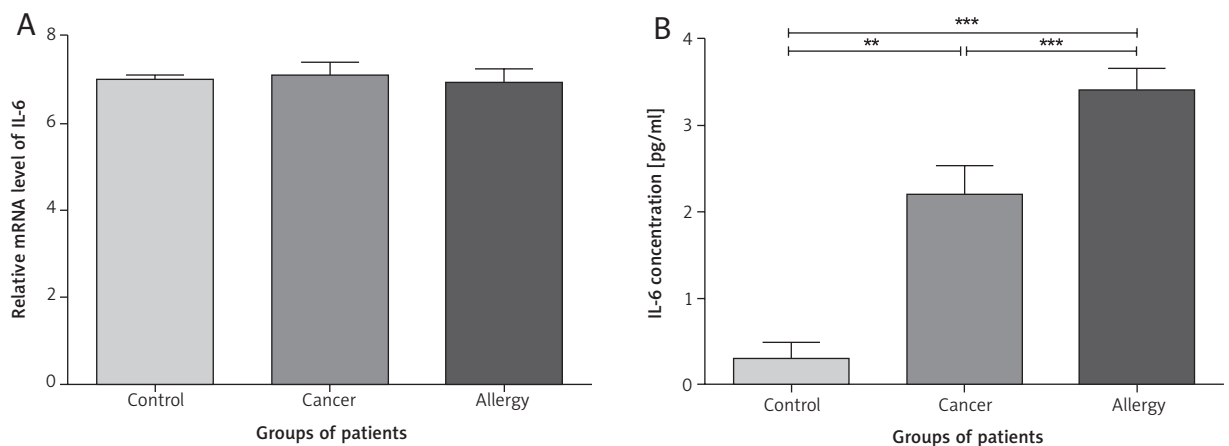 A
Relative mRNA level of IL-6
8
6
4
2
0
Control Cancer Allergy
Groups of patients
B
IL-6 concentration [pg/ml]
4
3
2
1
0
***
** ***
Control Cancer Allergy
Groups of patients